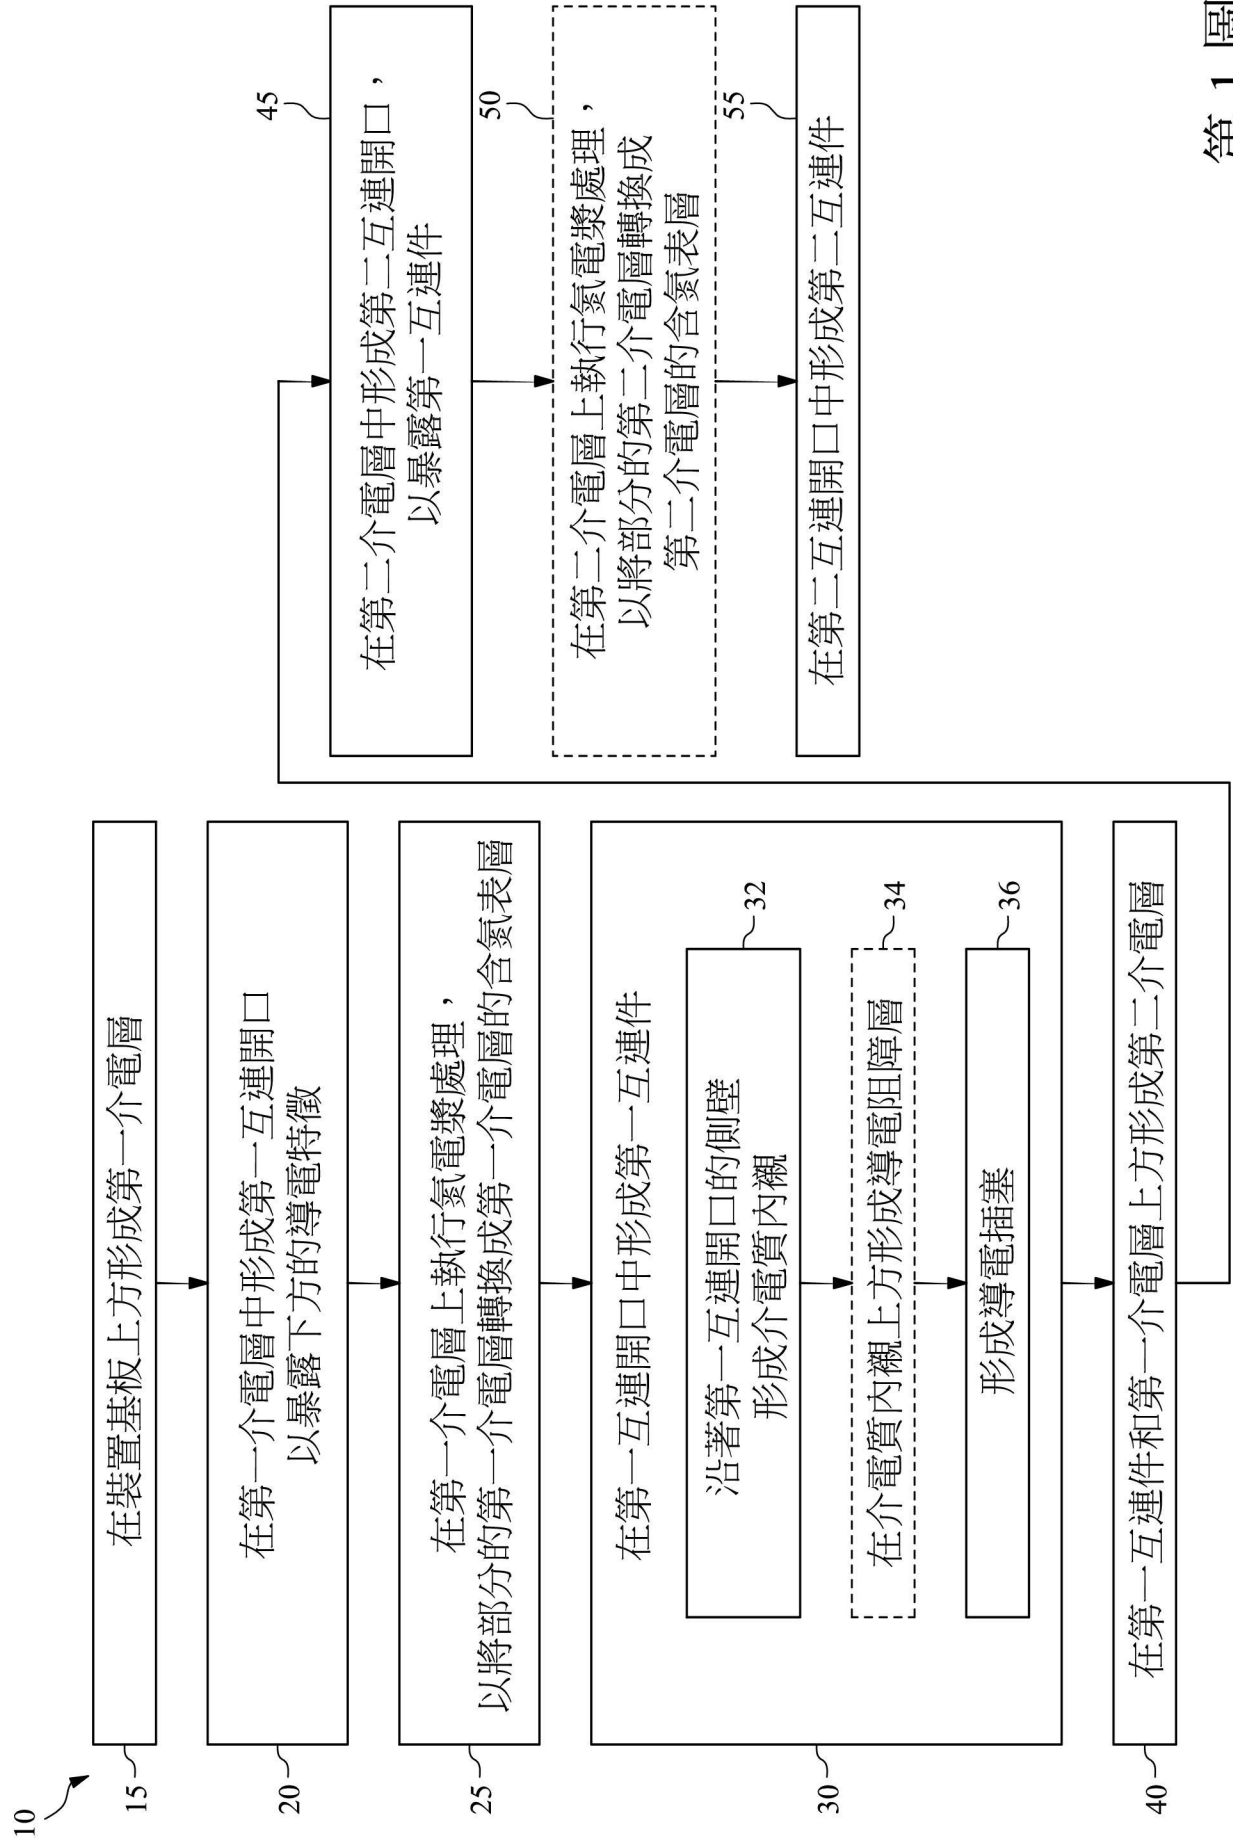 10
15
在裝置基板上方形成第一介電層
20
在第一介電層中形成第一互連開口
以暴露下方的導電特徵
25
在第一介電層上執行氮電漿處理，
以將部分的第一介電層轉換成第一介電層的含氮表層
30
在第一互連開口中形成第一互連件
沿著第一互連開口的側壁
形成介電質內襯
32
在介電質內襯上方形成導電阻障層
34
形成導電插塞
36
40
在第一互連件和第一介電層上方形成第二介電層
45
在第二介電層中形成第二互連開口，
以暴露第一互連件
50
在第二介電層上執行氮電漿處理，
以將部分的第二介電層轉換成
第二介電層的含氮表層
55
在第二互連開口中形成第二互連件
第 1 圖